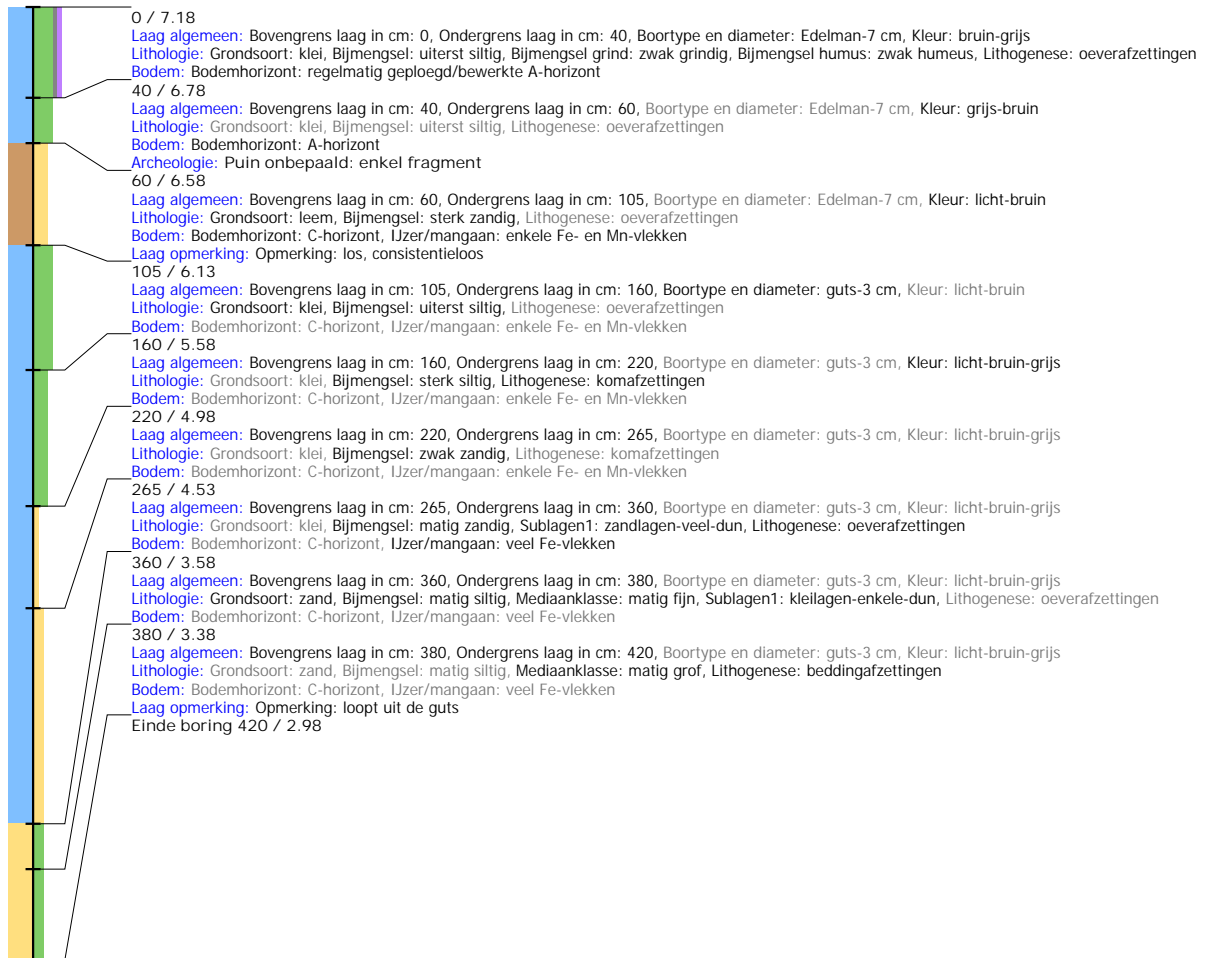 0 / 7.18
Laag algemeen: Bovengrens laag in cm: 0, Ondergrens laag in cm: 40, Boortype en diameter: Edelman-7 cm, Kleur: bruin-grijs
Lithologie: Grondsoort: klei, Bijmengsel: uiterst siltig, Bijmengsel grind: zwak grindig, Bijmengsel humus: zwak humeus, Lithogenese: oeverafzettingen
Bodem: Bodemhorizont: regelmatig geploegd/bewerkte A-horizont
40 / 6.78
Laag algemeen: Bovengrens laag in cm: 40, Ondergrens laag in cm: 60, Boortype en diameter: Edelman-7 cm, Kleur: grijs-bruin
Lithologie: Grondsoort: klei, Bijmengsel: uiterst siltig, Lithogenese: oeverafzettingen
Bodem: Bodemhorizont: A-horizont
Archeologie: Puin onbepaald: enkel fragment
60 / 6.58
Laag algemeen: Bovengrens laag in cm: 60, Ondergrens laag in cm: 105, Boortype en diameter: Edelman-7 cm, Kleur: licht-bruin
Lithologie: Grondsoort: leem, Bijmengsel: sterk zandig, Lithogenese: oeverafzettingen
Bodem: Bodemhorizont: C-horizont, IJzer/mangaan: enkele Fe- en Mn-vlekken
Laag opmerking: Opmerking: los, consistentieloos
105 / 6.13
Laag algemeen: Bovengrens laag in cm: 105, Ondergrens laag in cm: 160, Boortype en diameter: guts-3 cm, Kleur: licht-bruin
Lithologie: Grondsoort: klei, Bijmengsel: uiterst siltig, Lithogenese: oeverafzettingen
Bodem: Bodemhorizont: C-horizont, IJzer/mangaan: enkele Fe- en Mn-vlekken
160 / 5.58
Laag algemeen: Bovengrens laag in cm: 160, Ondergrens laag in cm: 220, Boortype en diameter: guts-3 cm, Kleur: licht-bruin-grijs
Lithologie: Grondsoort: klei, Bijmengsel: sterk siltig, Lithogenese: komafzettingen
Bodem: Bodemhorizont: C-horizont, IJzer/mangaan: enkele Fe- en Mn-vlekken
220 / 4.98
Laag algemeen: Bovengrens laag in cm: 220, Ondergrens laag in cm: 265, Boortype en diameter: guts-3 cm, Kleur: licht-bruin-grijs
Lithologie: Grondsoort: klei, Bijmengsel: zwak zandig, Lithogenese: komafzettingen
Bodem: Bodemhorizont: C-horizont, IJzer/mangaan: enkele Fe- en Mn-vlekken
265 / 4.53
Laag algemeen: Bovengrens laag in cm: 265, Ondergrens laag in cm: 360, Boortype en diameter: guts-3 cm, Kleur: licht-bruin-grijs
Lithologie: Grondsoort: klei, Bijmengsel: matig zandig, Sublagen1: zandlagen-veel-dun, Lithogenese: oeverafzettingen
Bodem: Bodemhorizont: C-horizont, IJzer/mangaan: veel Fe-vlekken
360 / 3.58
Laag algemeen: Bovengrens laag in cm: 360, Ondergrens laag in cm: 380, Boortype en diameter: guts-3 cm, Kleur: licht-bruin-grijs
Lithologie: Grondsoort: zand, Bijmengsel: matig siltig, Mediaanklasse: matig fijn, Sublagen1: kleilagen-enkele-dun, Lithogenese: oeverafzettingen
Bodem: Bodemhorizont: C-horizont, IJzer/mangaan: veel Fe-vlekken
380 / 3.38
Laag algemeen: Bovengrens laag in cm: 380, Ondergrens laag in cm: 420, Boortype en diameter: guts-3 cm, Kleur: licht-bruin-grijs
Lithologie: Grondsoort: zand, Bijmengsel: matig siltig, Mediaanklasse: matig grof, Lithogenese: beddingafzettingen
Bodem: Bodemhorizont: C-horizont, IJzer/mangaan: veel Fe-vlekken
Laag opmerking: Opmerking: loopt uit de guts
Einde boring 420 / 2.98